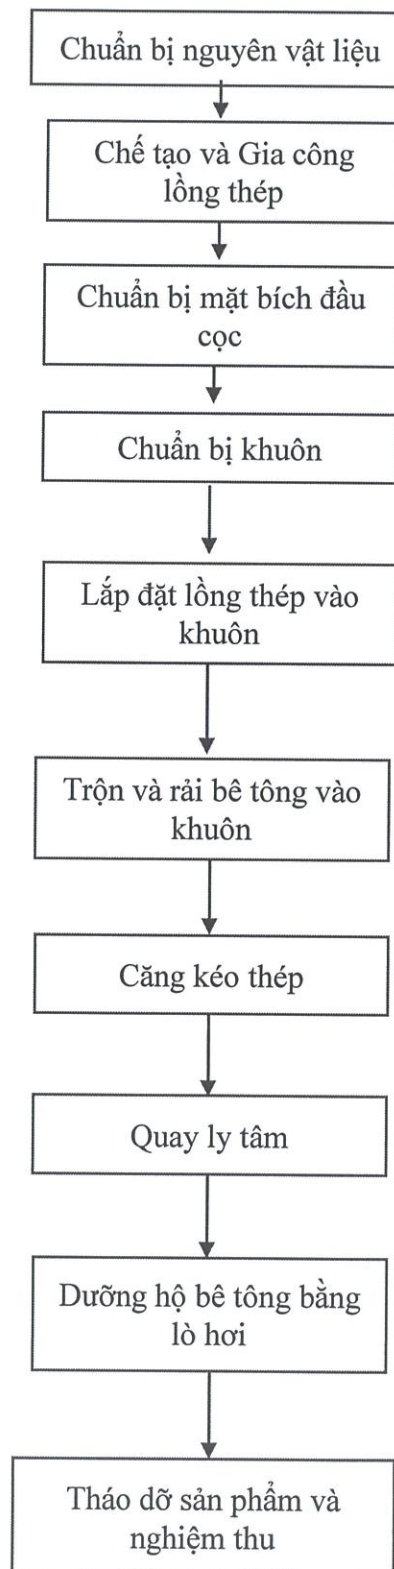 Chuẩn bị nguyên vật liệu
Chế tạo và Gia công
lồng thép
Chuẩn bị mặt bích đầu
cọc
Chuẩn bị khuôn
Lắp đặt lồng thép vào
khuôn
Trộn và rải bê tông vào
khuôn
Căng kéo thép
Quay ly tâm
Dưỡng hộ bê tông bằng
lò hơi
Tháo dỡ sản phẩm và
nghiệm thu